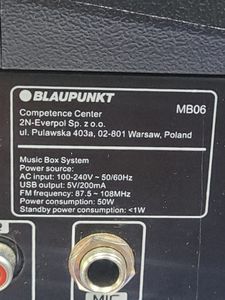 BLAUPUNKT
Competence Center
2N-Everpol Sp. z o.o.
ul. Pulawska 403a, 02-801 Warsaw, Poland
MB06
Music Box System
Power source:
AC input: 100-240V ~ 50/60Hz
USB output: 5V/200mA
FM frequency: 87.5 ~ 108MHz
Power consumption: 50W
Standby power consumption: <1W
MIC